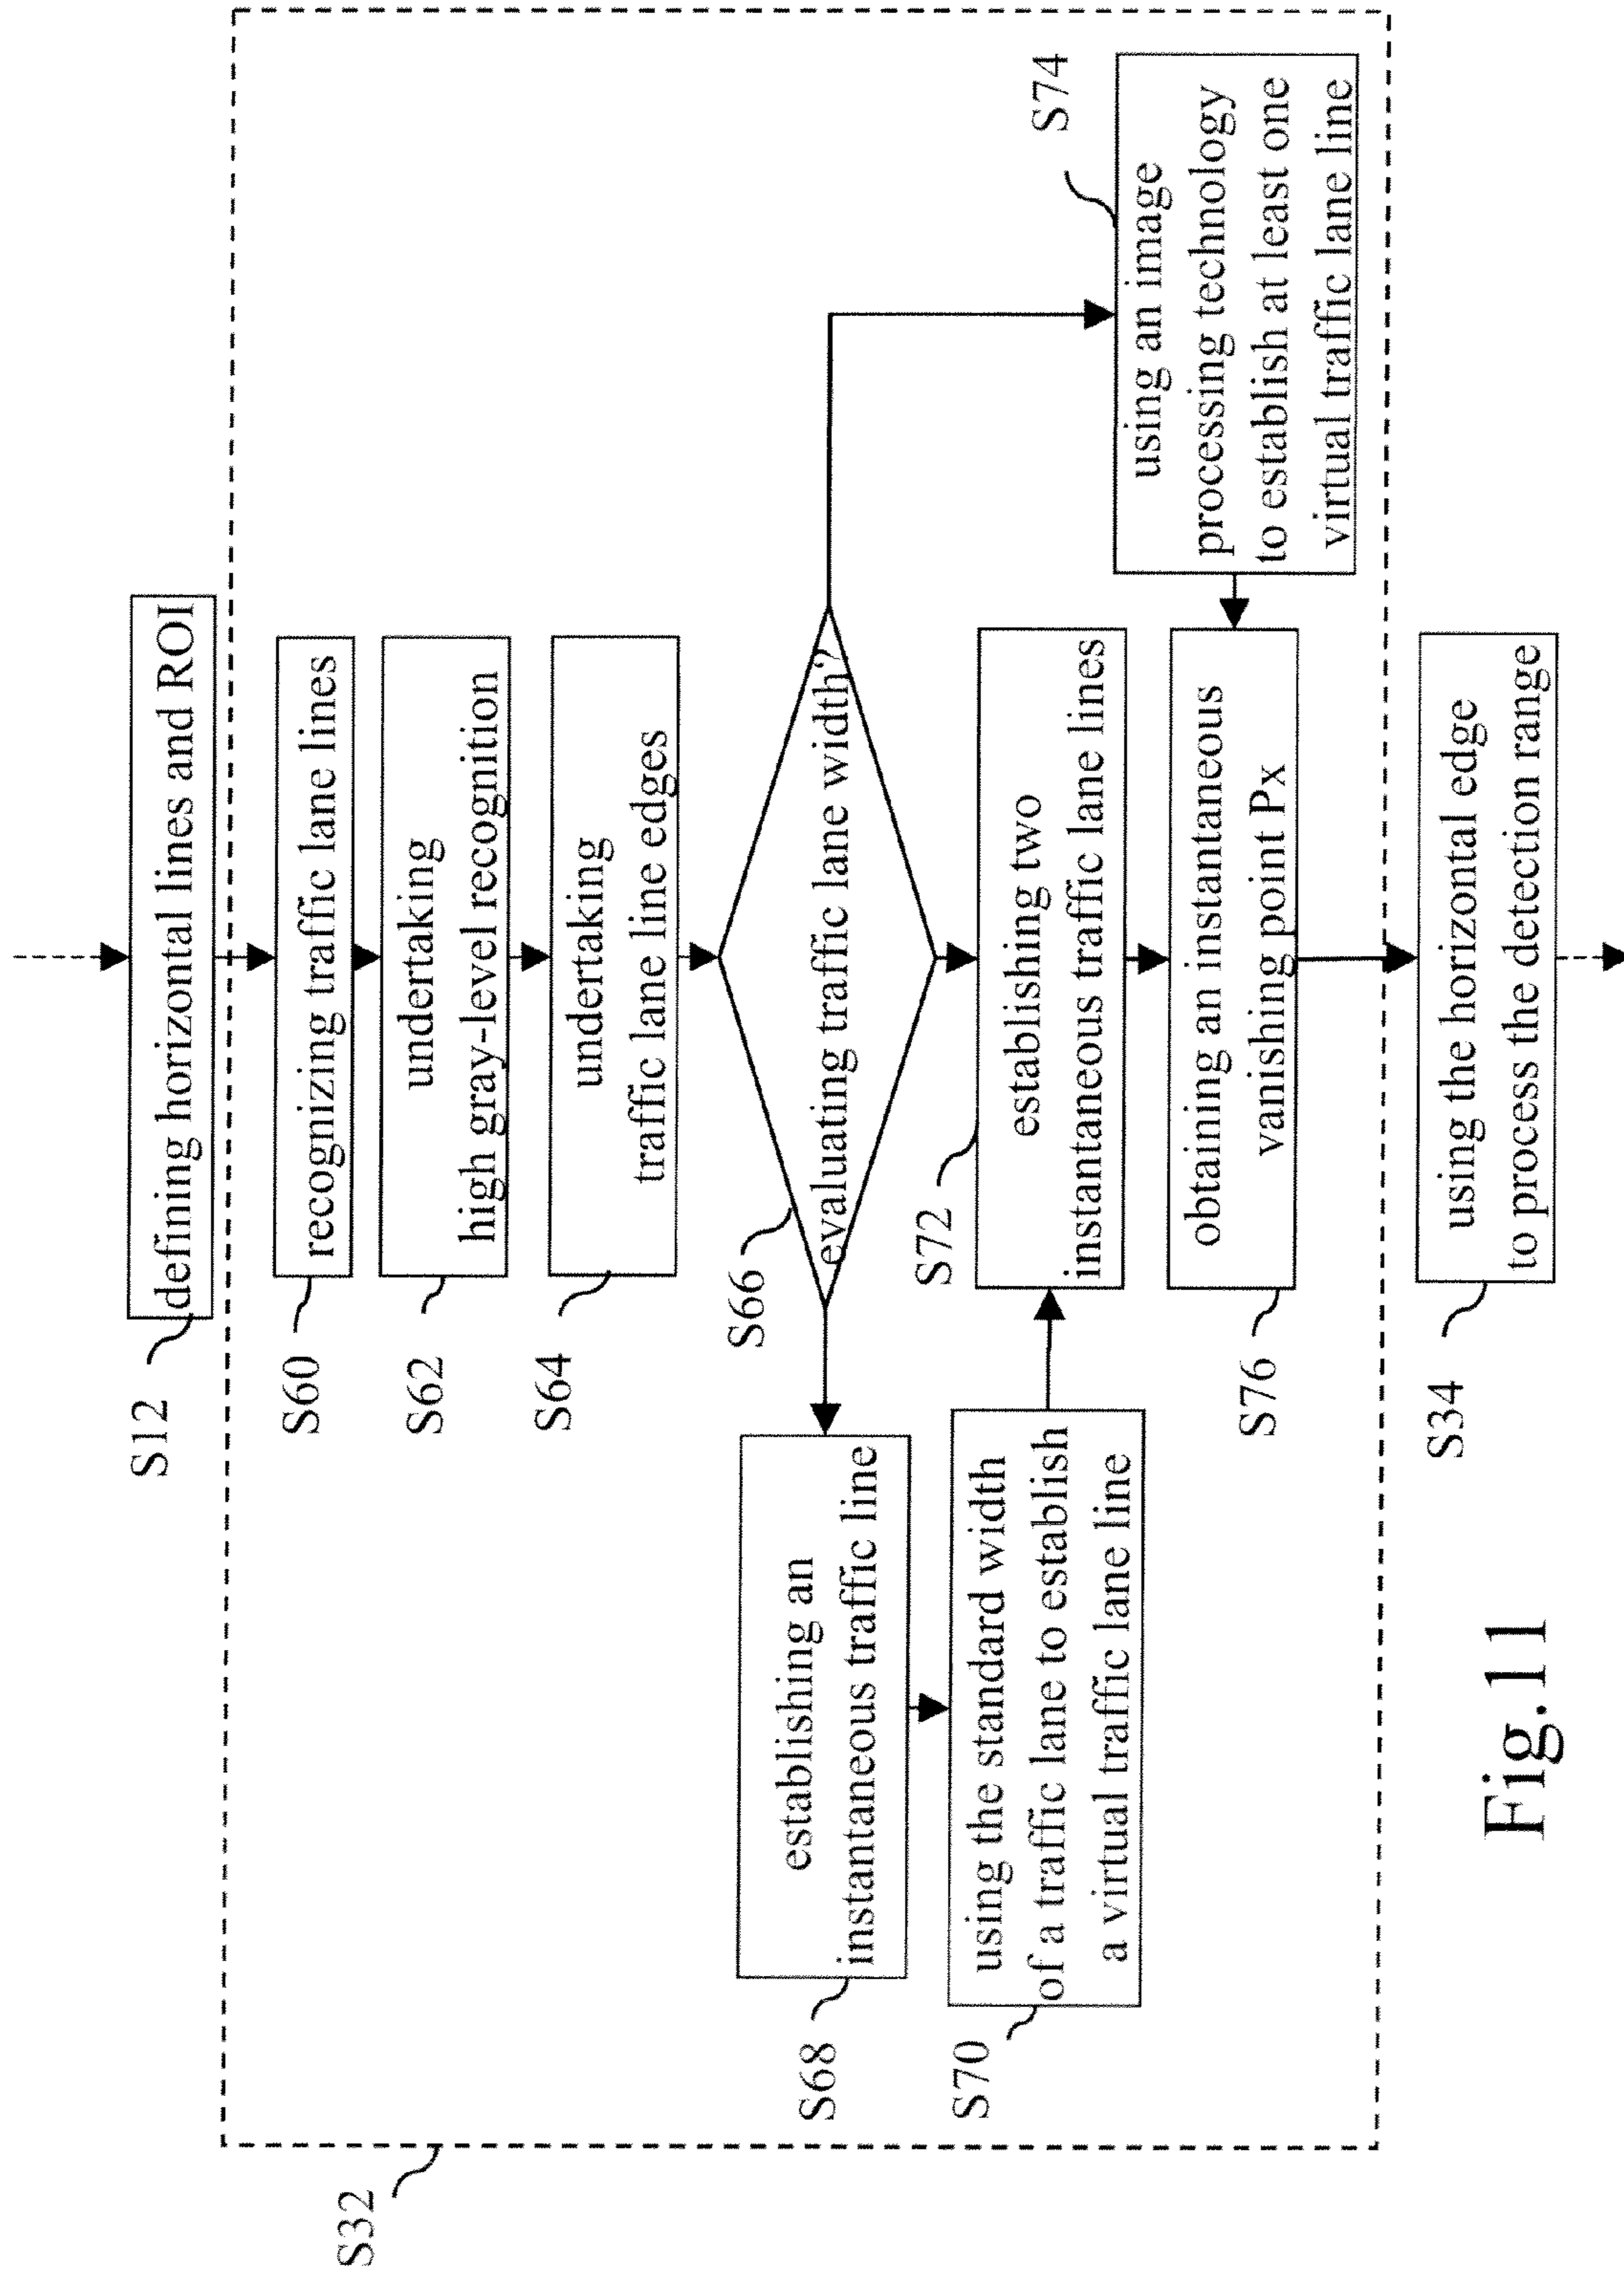 S12
defining horizontal lines and ROI
S32
S60
recognizing traffic lane lines
S62
undertaking
high gray-level recognition
S64
undertaking
traffic lane line edges
S66
evaluating traffic lane width?
S68
establishing an
instantaneous traffic line
S70
using the standard width
of a traffic lane to establish
a virtual traffic lane line
S72
establishing two
instantaneous traffic lane lines
S74
using an image
processing technology
to establish at least one
virtual traffic lane line
S76
obtaining an instantaneous
vanishing point Px
S34
using the horizontal edge
to process the detection range
Fig.11